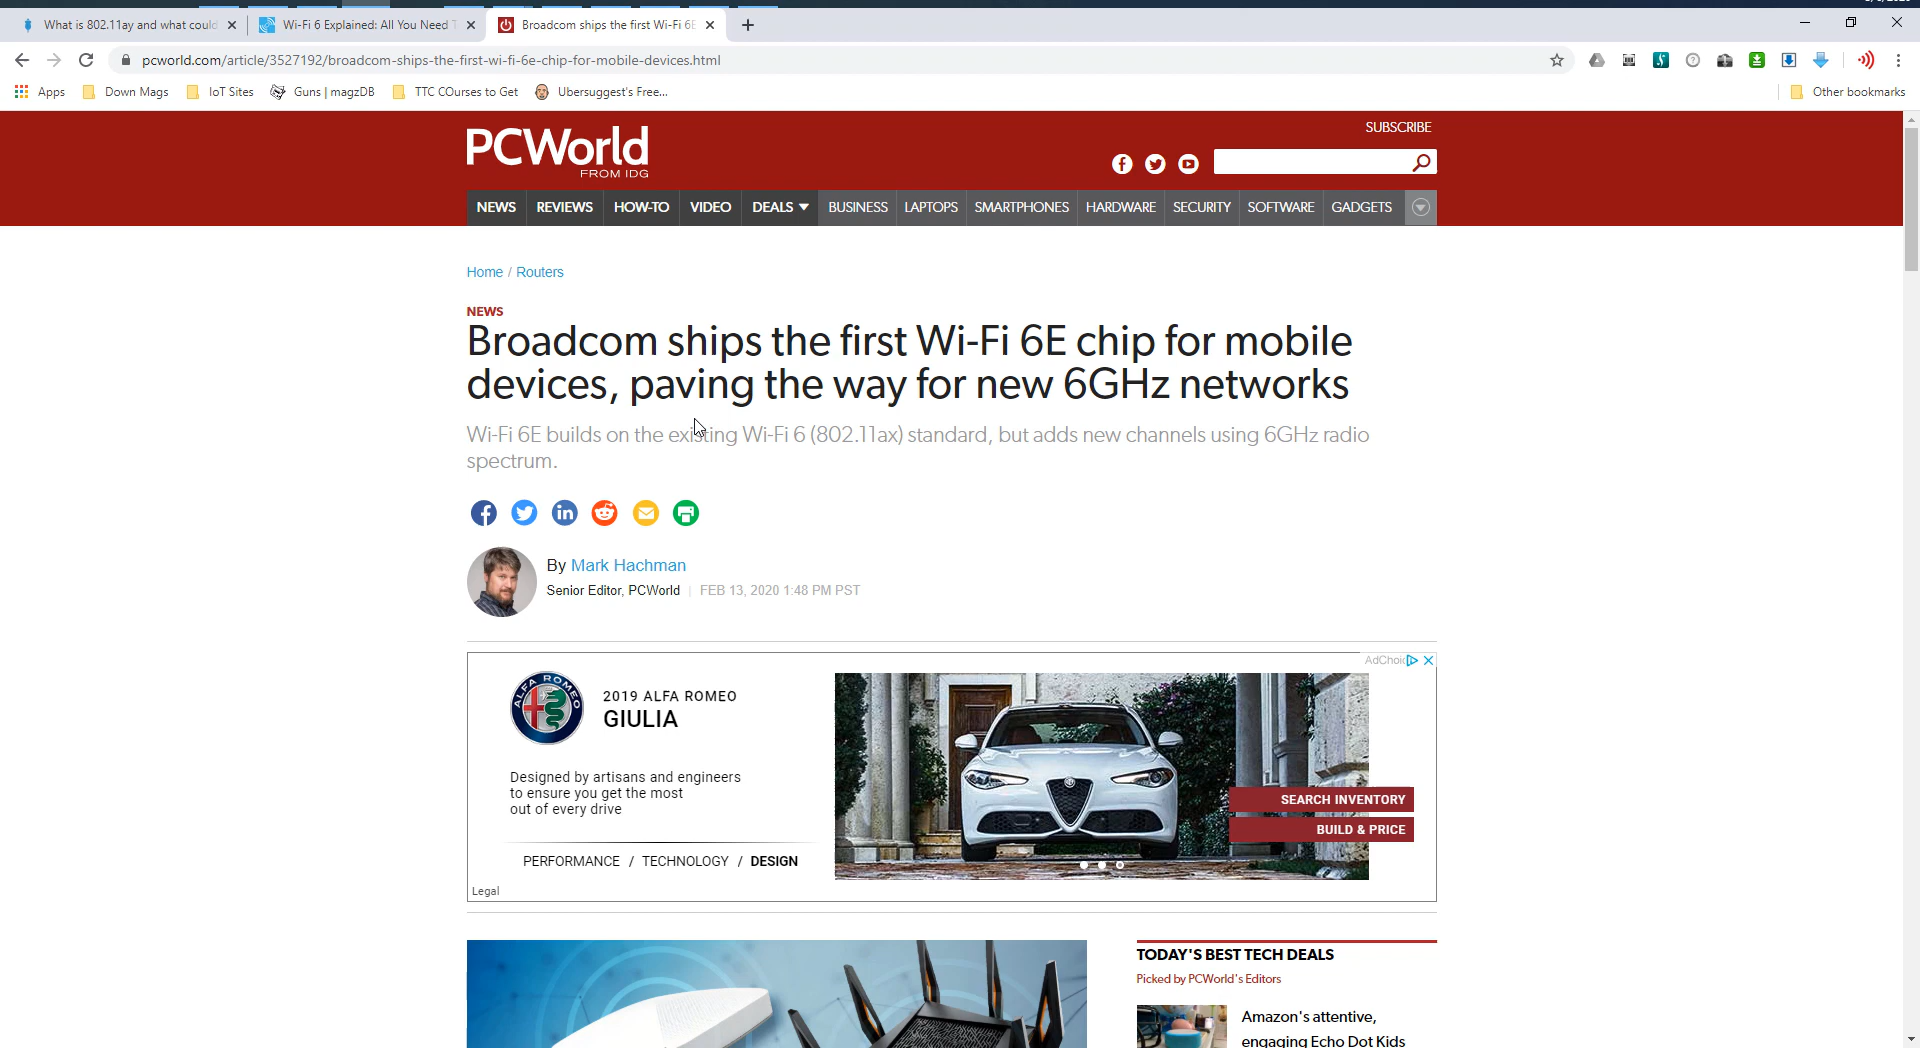 What is 802.11ay and what could
Wi-Fi 6 Explained: All You Need T
Broadcom ships the first Wi-Fi 6E
pcworld.com/article/3527192/broadcom-ships-the-first-wi-fi-6e-chip-for-mobile-devices.html
Apps
Down Mags
IoT Sites
Guns | magzDB
TTC COurses to Get
Ubersuggest's Free...
Other bookmarks
PCWorld
FROM IDG
SUBSCRIBE
NEWS REVIEWS HOW-TO VIDEO DEALS BUSINESS LAPTOPS SMARTPHONES HARDWARE SECURITY SOFTWARE GADGETS
Home / Routers
NEWS
Broadcom ships the first Wi-Fi 6E chip for mobile
devices, paving the way for new 6GHz networks
Wi-Fi 6E builds on the existing Wi-Fi 6 (802.11ax) standard, but adds new channels using 6GHz radio
spectrum.
By Mark Hachman
Senior Editor, PCWorld | FEB 13, 2020 1:48 PM PST
AdChoic
ALFA ROMEO
2019 ALFA ROMEO
GIULIA
Designed by artisans and engineers
to ensure you get the most
out of every drive
PERFORMANCE / TECHNOLOGY / DESIGN
SEARCH INVENTORY
BUILD & PRICE
Legal
TODAY'S BEST TECH DEALS
Picked by PCWorld's Editors
Amazon's attentive,
engaging Echo Dot Kids